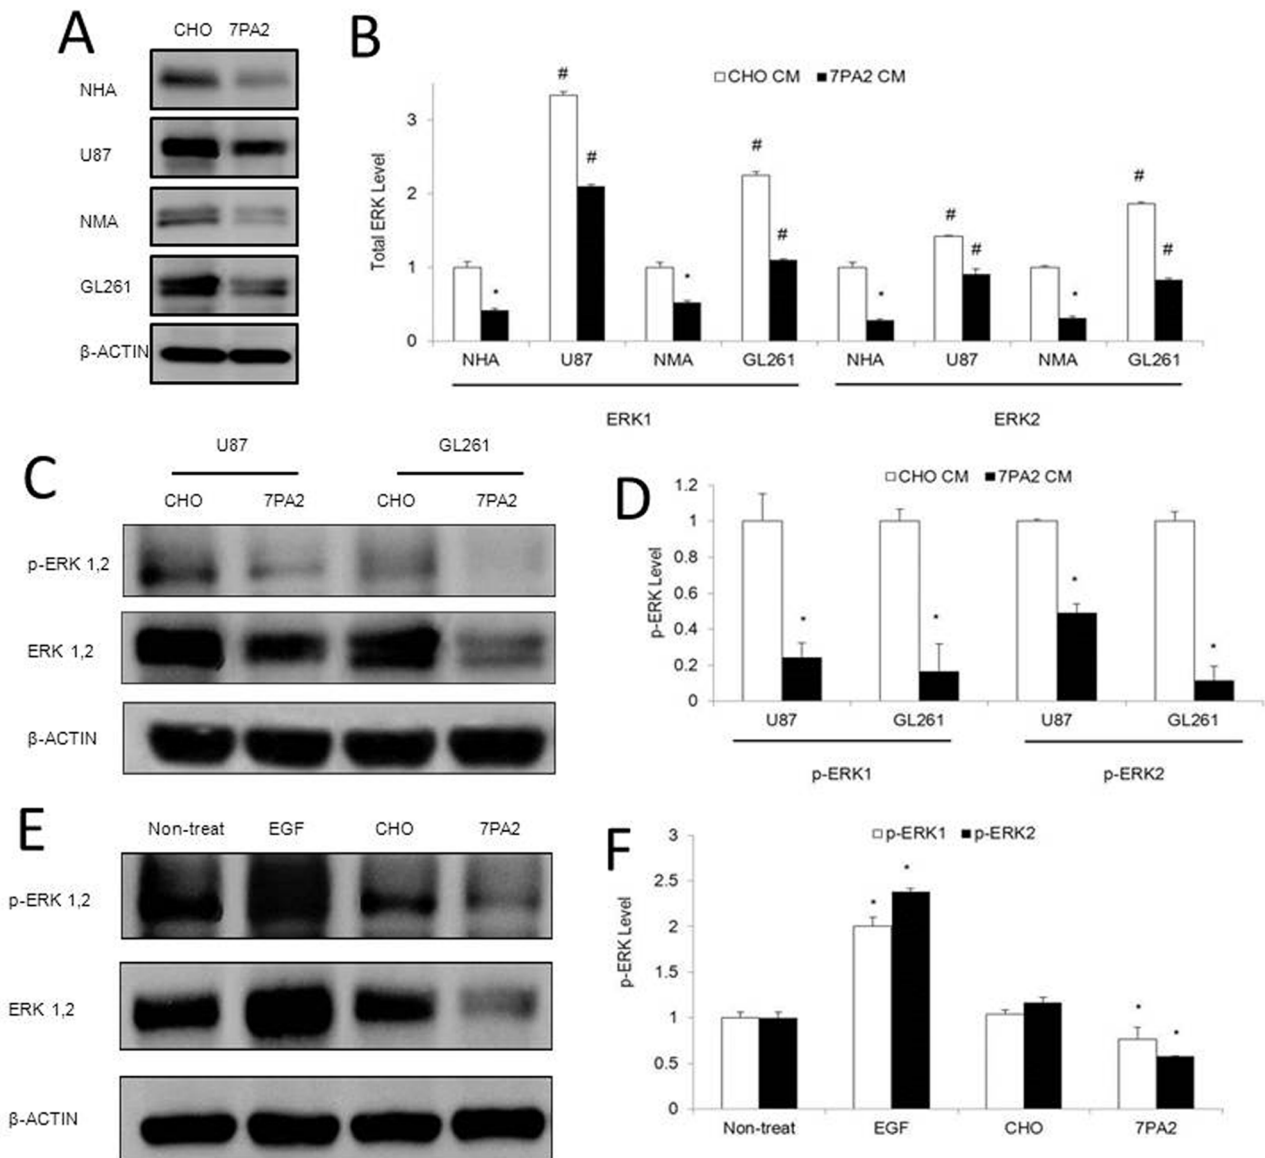 A
CHO 7PA2
NHA
U87
NMA
GL261
β-ACTIN
B
CHO CM 7PA2 CM
Total ERK Level
3
2
1
0
# # * # # * # # * # # *
NHA U87 NMA GL261 NHA U87 NMA GL261
ERK1 ERK2
C
U87 GL261
CHO 7PA2 CHO 7PA2
p-ERK 1,2
ERK 1,2
β-ACTIN
D
CHO CM 7PA2 CM
p-ERK Level
1.2
1
0.8
0.6
0.4
0.2
0
* * * *
U87 GL261 U87 GL261
p-ERK1 p-ERK2
E
Non-treat EGF CHO 7PA2
p-ERK 1,2
ERK 1,2
β-ACTIN
F
p-ERK1 p-ERK2
p-ERK Level
3
2.5
2
1.5
1
0.5
0
* * * *
Non-treat EGF CHO 7PA2